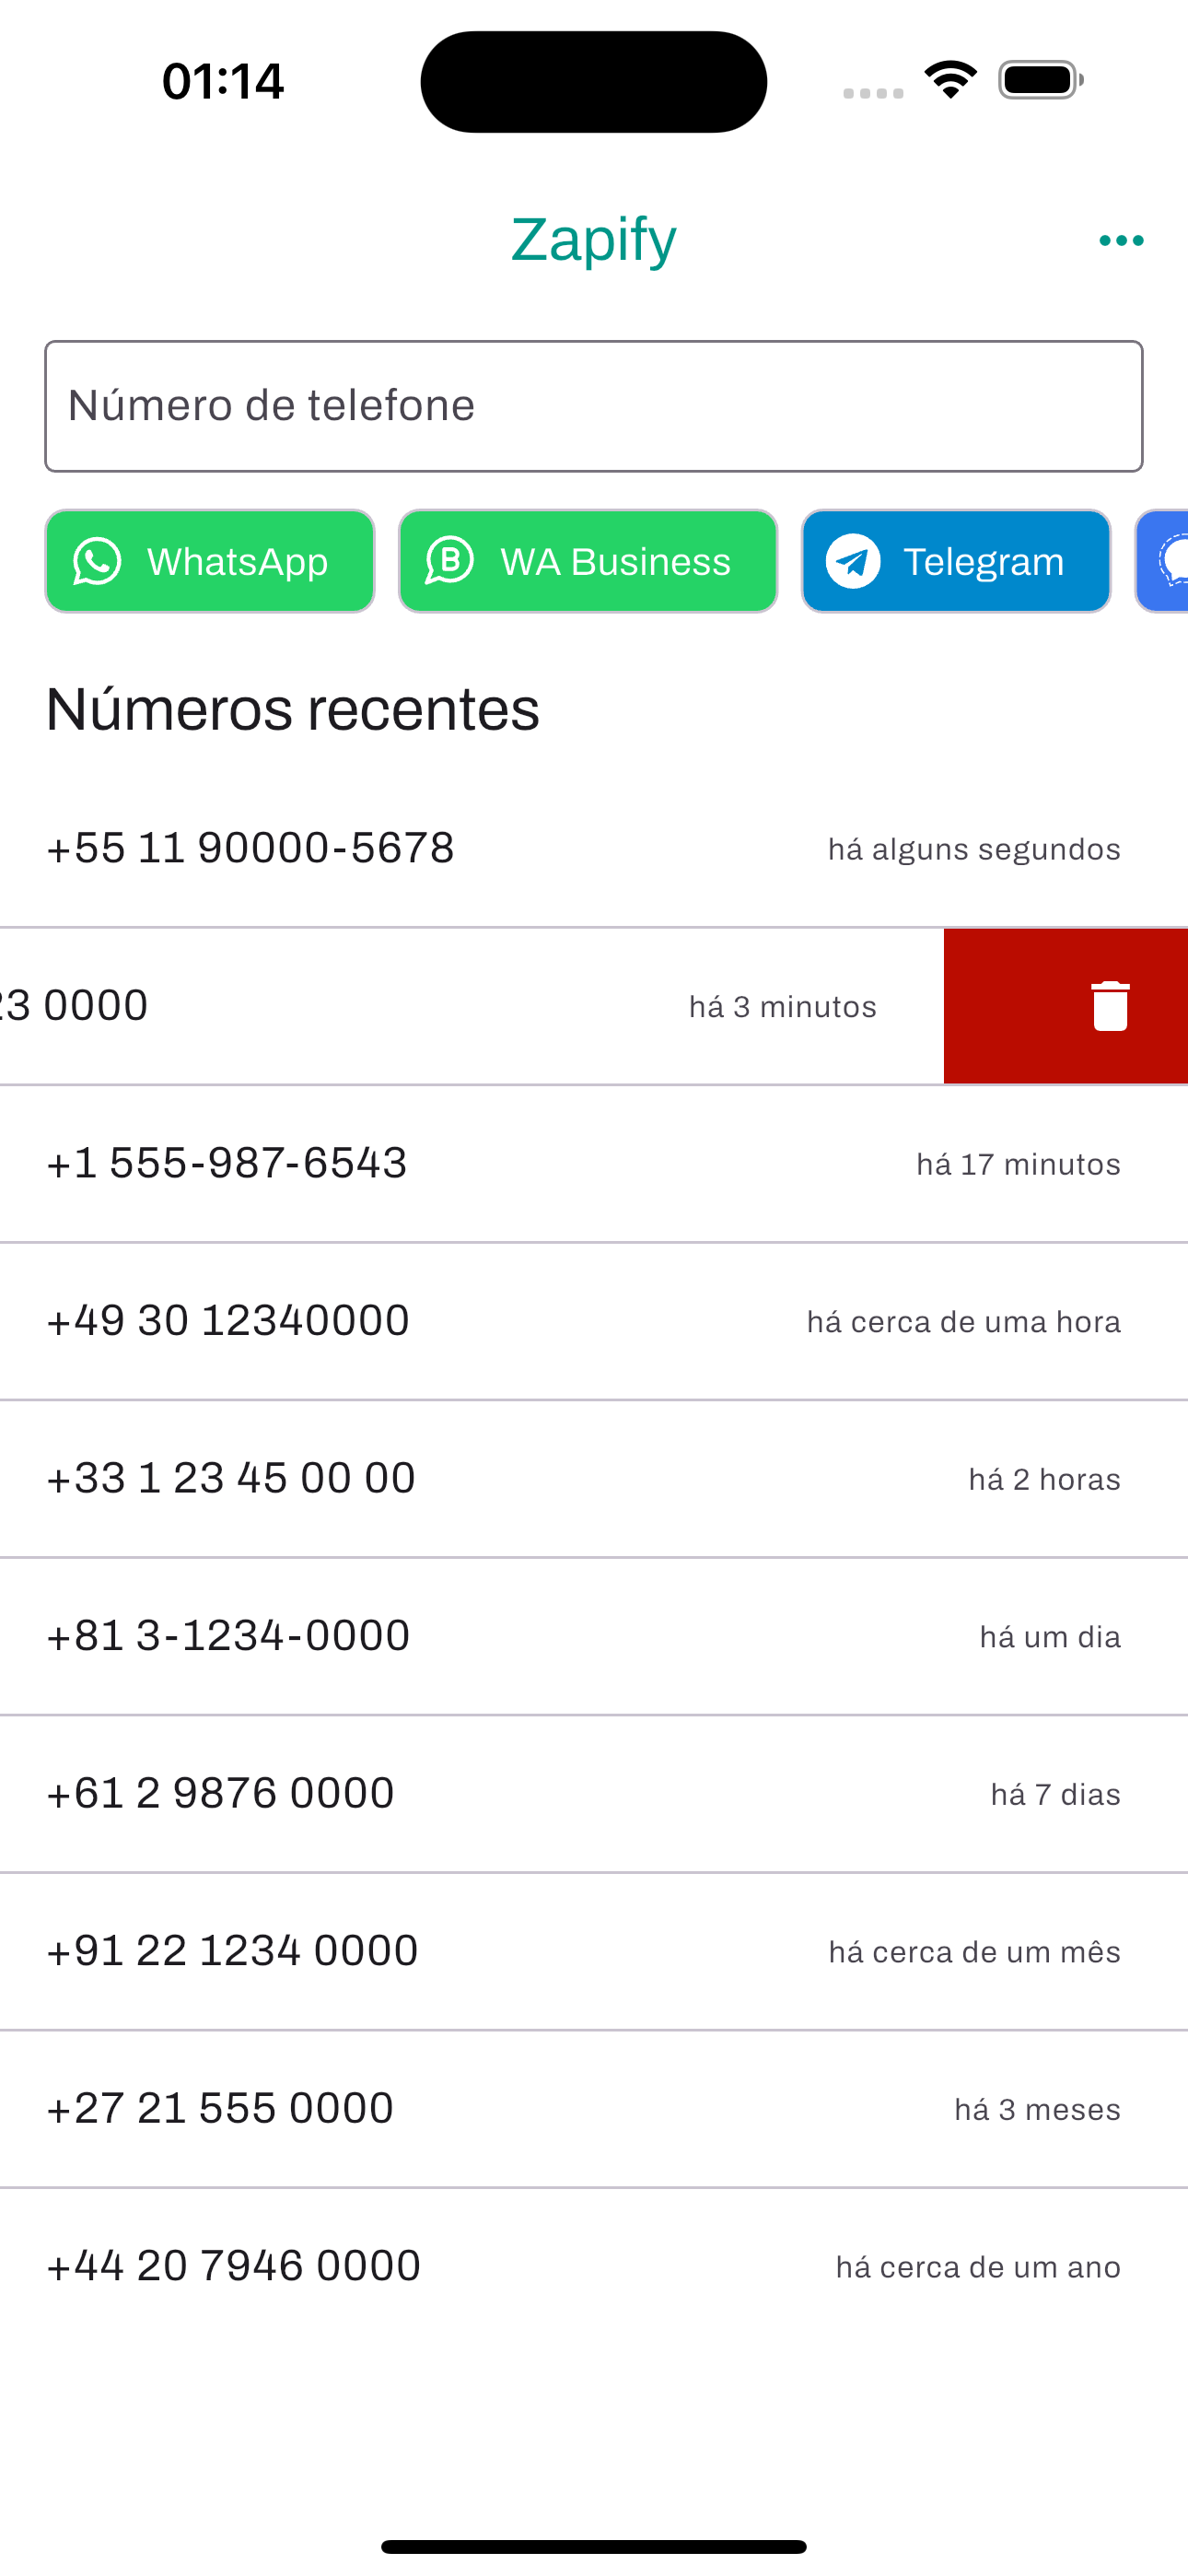 01:14
Zapify
Número de telefone
WhatsApp
WA Business
Telegram
Números recentes
+55 11 90000-5678
há alguns segundos
3 0000
há 3 minutos
+1 555-987-6543
há 17 minutos
+49 30 12340000
há cerca de uma hora
+33 1 23 45 00 00
há 2 horas
+81 3-1234-0000
há um dia
+61 2 9876 0000
há 7 dias
+91 22 1234 0000
há cerca de um mês
+27 21 555 0000
há 3 meses
+44 20 7946 0000
há cerca de um ano